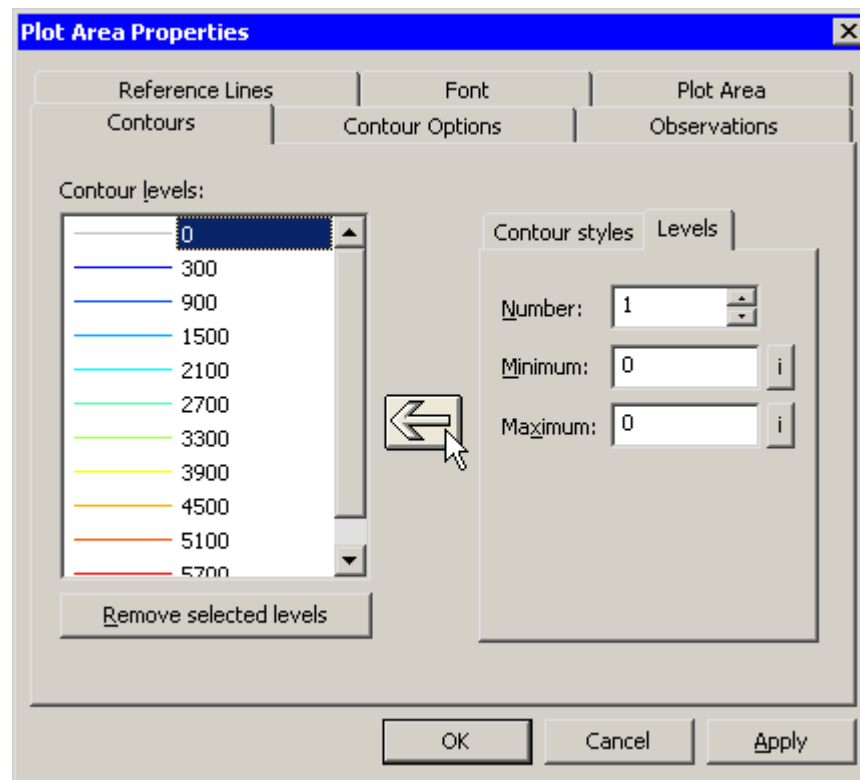 Plot Area Properties
Reference Lines
Font
Plot Area
Contours
Contour Options
Observations
Contour levels:
0
300
900
1500
2100
2700
3300
3900
4500
5100
5700
Remove selected levels
Contour styles
Levels
Number: 1
Minimum: 0 i
Maximum: 0 i
OK
Cancel
Apply